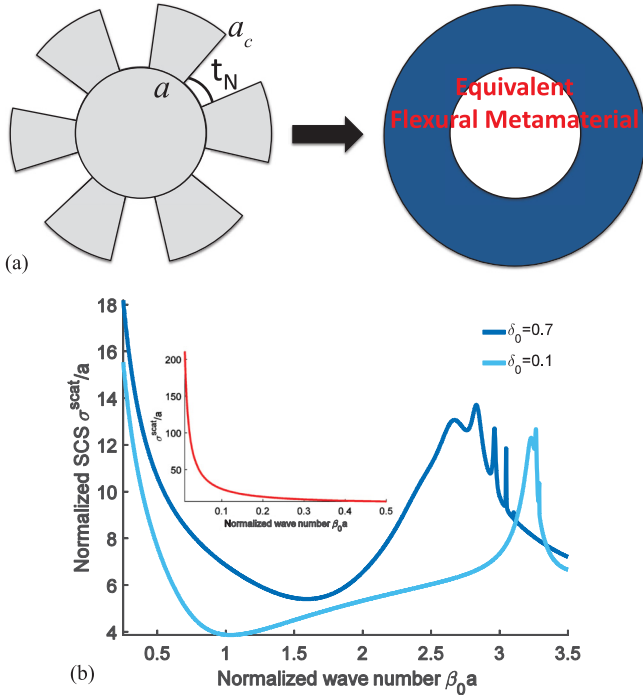 a_c
a
t_N
Equivalent
Flexural Metamaterial
(a)
18
16
14
12
10
8
6
4
Normalized SCS σ^scat/a
200
150
100
50
σ^scat/a
0.1 0.2 0.3 0.4 0.5
Normalized wave number β_0a
δ_0=0.7
δ_0=0.1
0.5 1 1.5 2 2.5 3 3.5
(b)
Normalized wave number β_0a